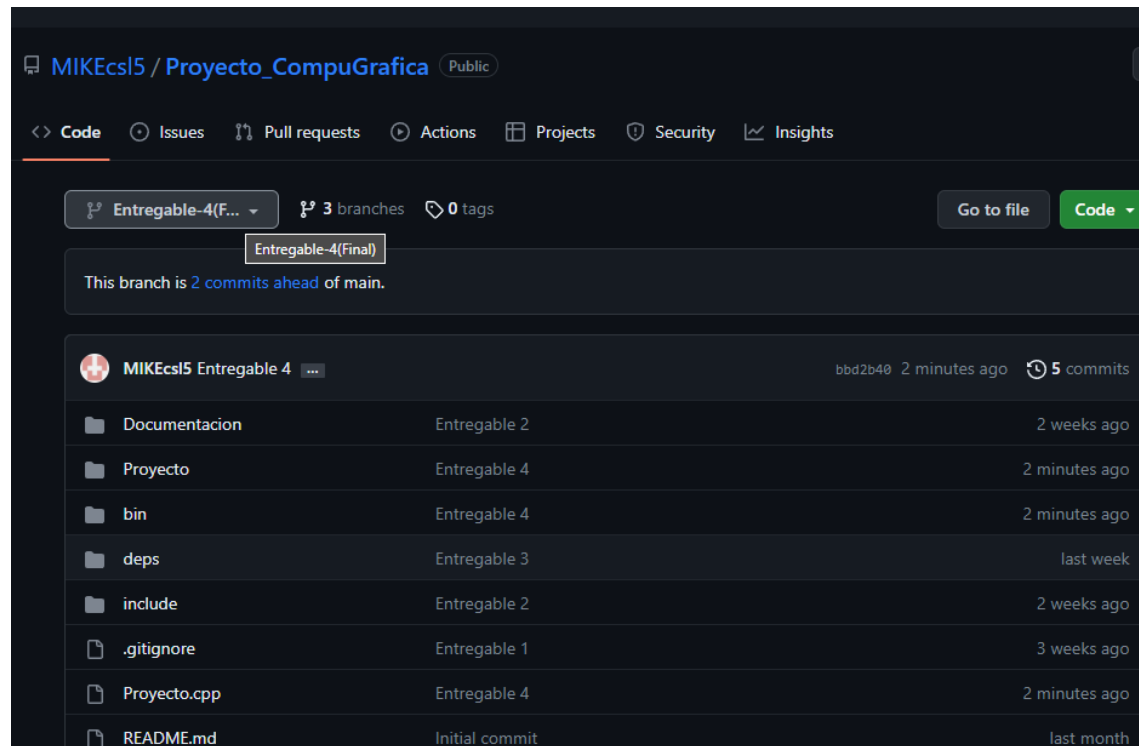 MIKEcsl5 / Proyecto_CompuGrafica Public
Code Issues Pull requests Actions Projects Security Insights
Entregable-4(F... 3 branches 0 tags Go to file Code
Entregable-4(Final)
This branch is 2 commits ahead of main.
MIKEcsl5 Entregable 4 ... bbd2b40 2 minutes ago 5 commits
Documentacion Entregable 2 2 weeks ago
Proyecto Entregable 4 2 minutes ago
bin Entregable 4 2 minutes ago
deps Entregable 3 last week
include Entregable 2 2 weeks ago
.gitignore Entregable 1 3 weeks ago
Proyecto.cpp Entregable 4 2 minutes ago
README.md Initial commit last month